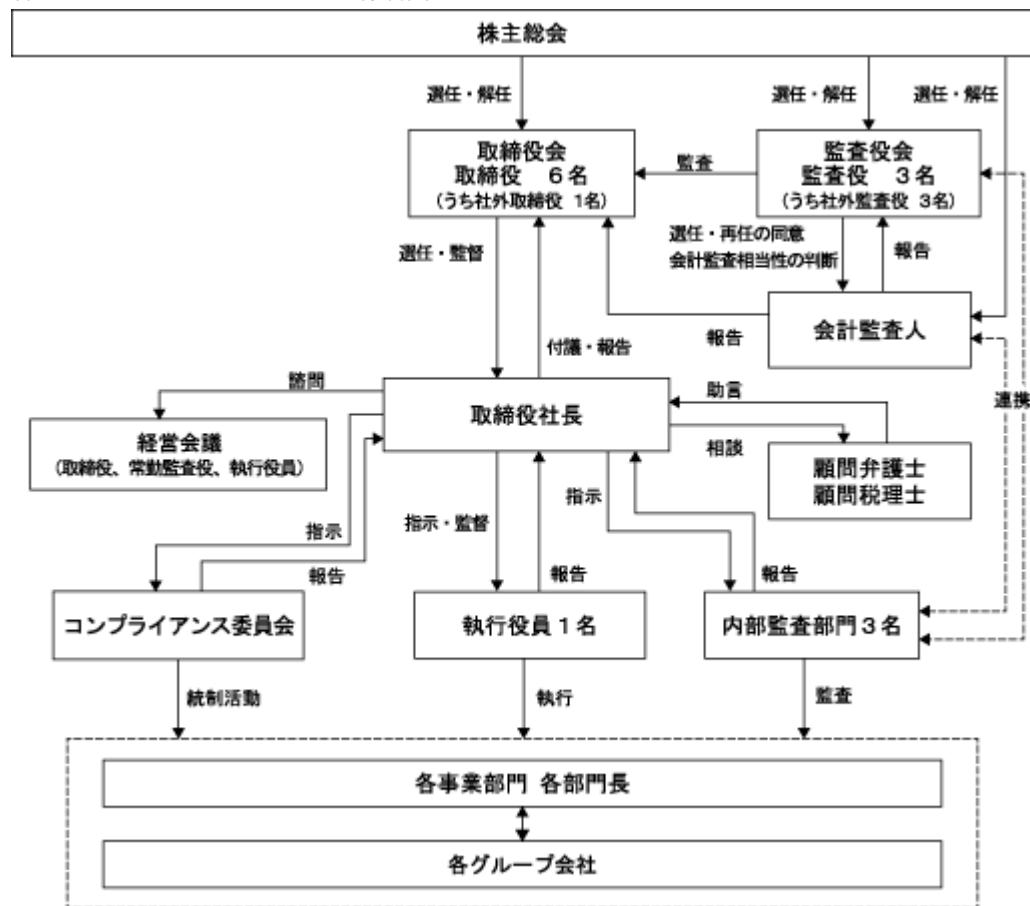 株主総会
選任・解任
選任・解任
選任・解任
取締役会
取締役 6名
(うち社外取締役 1名)
監査
監査役会
監査役 3名
(うち社外監査役 3名)
選任・監督
選任・再任の同意
会計監査相当性の判断
報告
付議・報告
報告
会計監査人
諮問
取締役社長
助言
連携
経営会議
(取締役、常勤監査役、執行役員)
相談
顧問弁護士
顧問税理士
指示
指示・監督
指示
報告
報告
報告
コンプライアンス委員会
執行役員1名
内部監査部門3名
統制活動
執行
監査
各事業部門 各部門長
各グループ会社